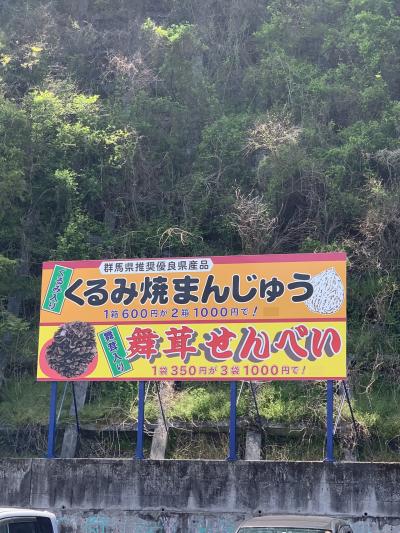 群馬県推奨優良県産品
くるみ入り
くるみ焼まんじゅう
1箱600円が2箱1000円で！
舞茸入り
舞茸せんべい
1袋350円が3袋1000円で！